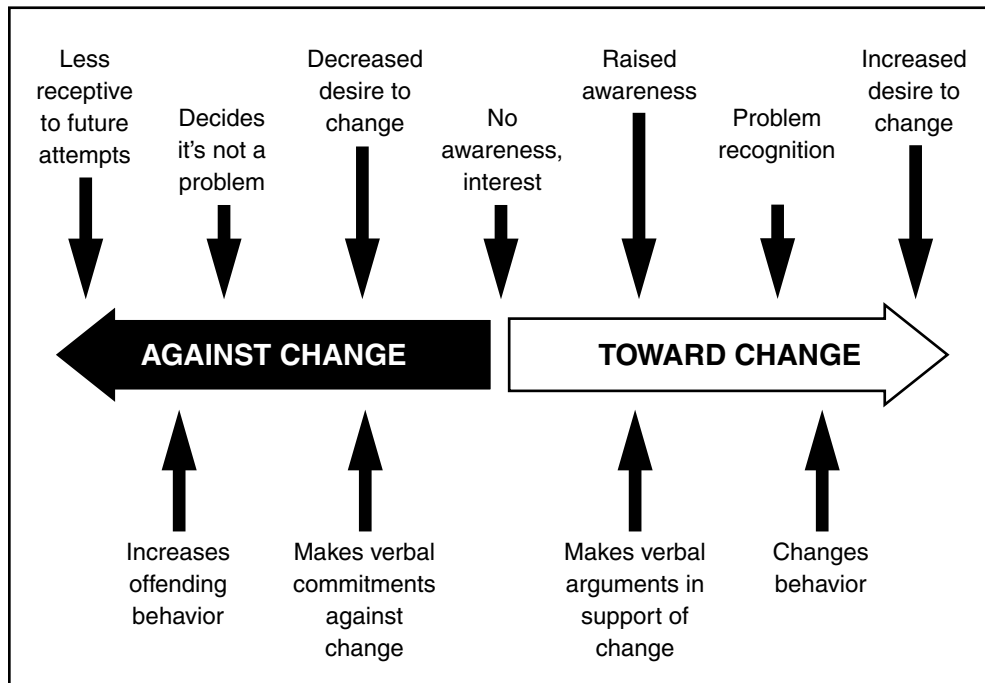 Less
receptive
to future
attempts
Decides
it's not a
problem
Decreased
desire to
change
No
awareness,
interest
Raised
awareness
Problem
recognition
Increased
desire to
change
AGAINST CHANGE
TOWARD CHANGE
Increases
offending
behavior
Makes verbal
commitments
against
change
Makes verbal
arguments in
support of
change
Changes
behavior